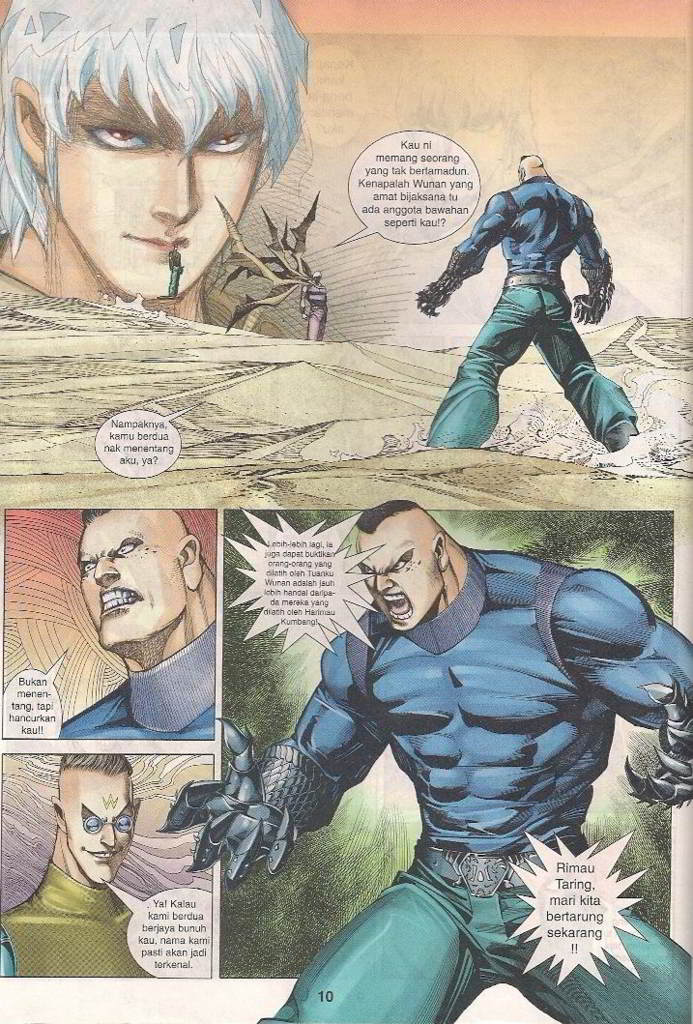 Kau ni
memang seorang
yang tak bertamadun.
Kenapalah Wunan yang
amat bijaksana tu
ada anggota bawahan
seperti kau!?
Nampaknya,
kamu berdua
nak menentang
aku, ya?
Bukan
menen-
tang, tapi
hancurkan
kau!!
Lebih-lebih lagi, ia
juga dapat buktikan
orang-orang yang
dilatih oleh Tuanku
Wunan adalah jauh
lebih handal daripa-
da mereka yang
dilatih oleh Harimau
Kumbang!
Ya! Kalau
kami berdua
berjaya bunuh
kau, nama kami
pasti akan jadi
terkenal.
Rimau
Taring,
mari kita
bertarung
sekarang
!!
10